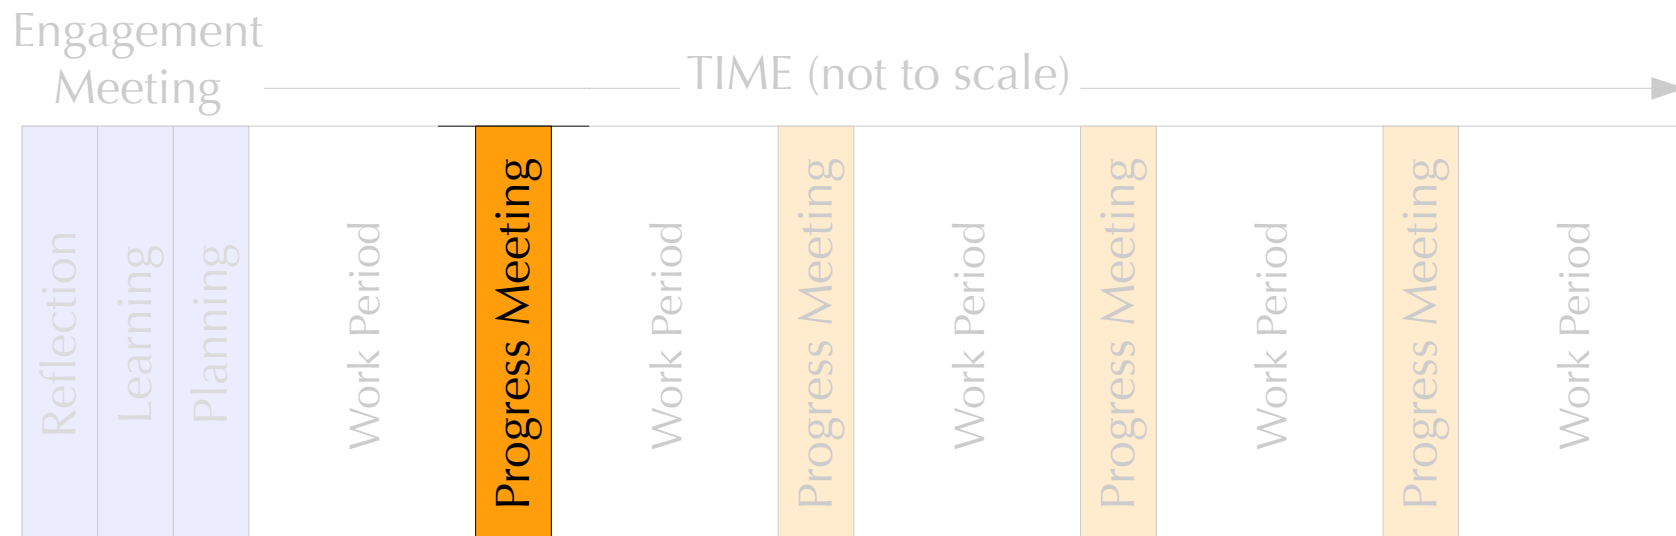 Engagement
Meeting
TIME (not to scale)
Reflection
Learning
Planning
Work Period
Progress Meeting
Work Period
Progress Meeting
Work Period
Progress Meeting
Work Period
Progress Meeting
Work Period